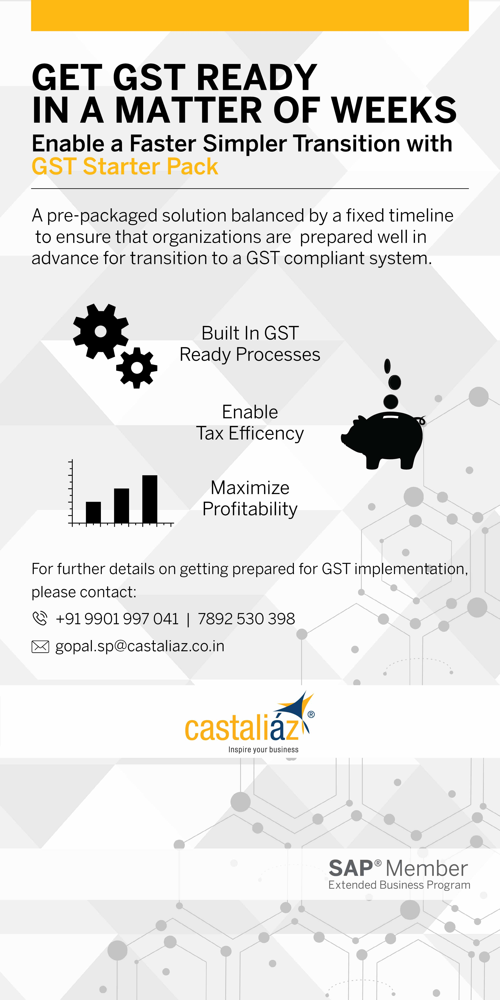 GET GST READY
IN A MATTER OF WEEKS
Enable a Faster Simpler Transition with
GST Starter Pack
A pre-packaged solution balanced by a fixed timeline
to ensure that organizations are prepared well in
advance for transition to a GST compliant system.
Built In GST
Ready Processes
Enable
Tax Efficency
Maximize
Profitability
For further details on getting prepared for GST implementation,
please contact:
+91 9901 997 041 | 7892 530 398
gopal.sp@castaliaz.co.in
castaliáz®
Inspire your business
SAP® Member
Extended Business Program